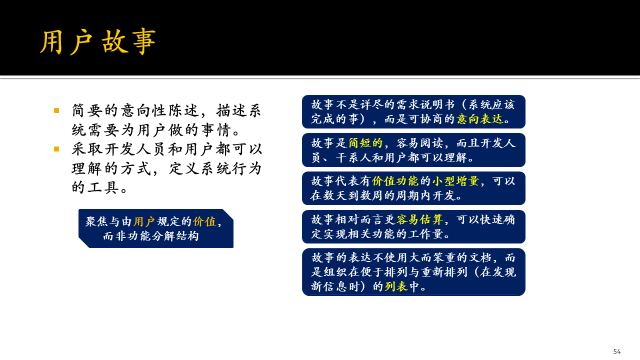 用户故事
简要的意向性陈述，描述系
统需要为用户做的事情。
采取开发人员和用户都可以
理解的方式，定义系统行为
的工具。
聚焦与由用户规定的价值，
而非功能分解结构
故事不是详尽的需求说明书（系统应该
完成的事），而是可协商的意向表达。
故事是简短的，容易阅读，而且开发人
员、干系人和用户都可以理解。
故事代表有价值功能的小型增量，可以
在数天到数周的周期内开发。
故事相对而言更容易估算，可以快速确
定实现相关功能的工作量。
故事的表达不使用大而笨重的文档，而
是组织在便于排列与重新排列（在发现
新信息时）的列表中。
54